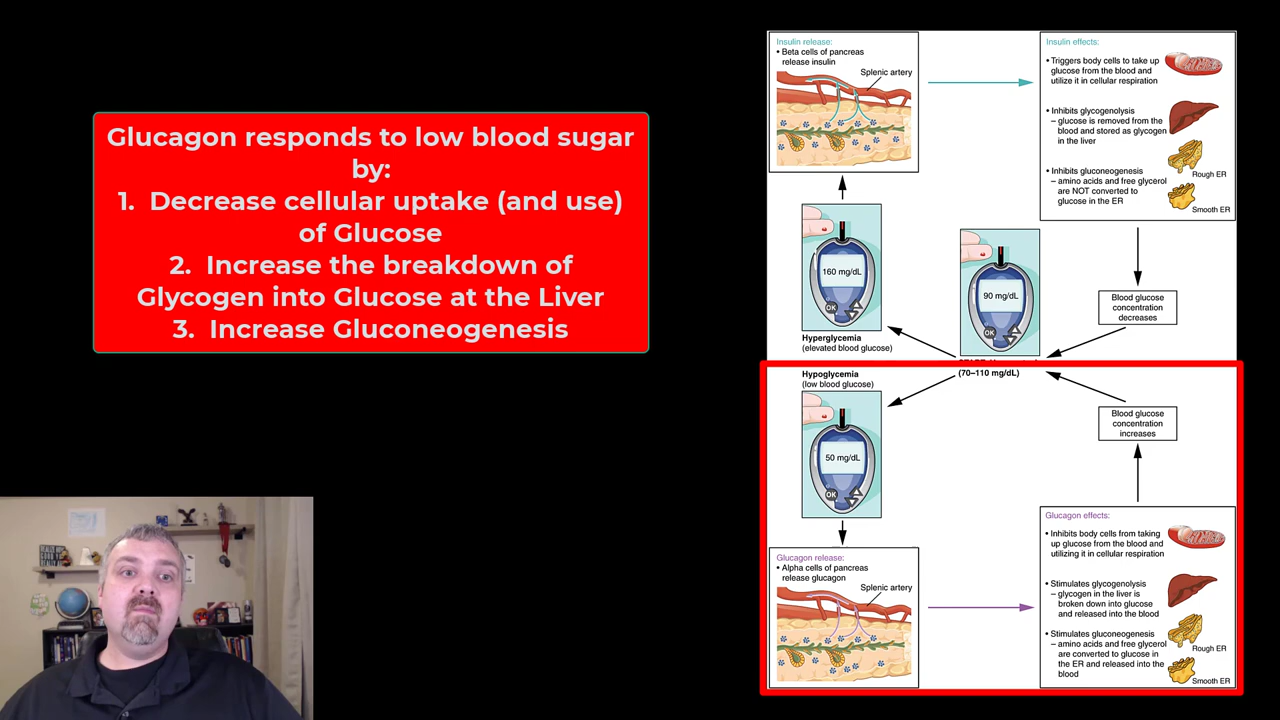 Glucagon responds to low blood sugar
by:
1. Decrease cellular uptake (and use)
of Glucose
2. Increase the breakdown of
Glycogen into Glucose at the Liver
3. Increase Gluconeogenesis
Insulin release:
• Beta cells of pancreas
release insulin
Splenic artery
Insulin effects:
• Triggers body cells to take up
glucose from the blood and
utilize it in cellular respiration
• Inhibits glycogenolysis
– glucose is removed from the
blood and stored as glycogen
in the liver
• Inhibits gluconeogenesis
– amino acids and free glycerol
are NOT converted to
glucose in the ER
Rough ER
Smooth ER
160 mg/dL
OK
Hyperglycemia
(elevated blood glucose)
90 mg/dL
OK
(70–110 mg/dL)
Blood glucose
concentration
decreases
Hypoglycemia
(low blood glucose)
50 mg/dL
OK
Blood glucose
concentration
increases
Glucagon release:
• Alpha cells of pancreas
release glucagon
Splenic artery
Glucagon effects:
• Inhibits body cells from taking
up glucose from the blood and
utilizing it in cellular respiration
• Stimulates glycogenolysis
– glycogen in the liver is
broken down into glucose
and released into the blood
• Stimulates gluconeogenesis
– amino acids and free glycerol
are converted to glucose in
the ER and released into the
blood
Rough ER
Smooth ER